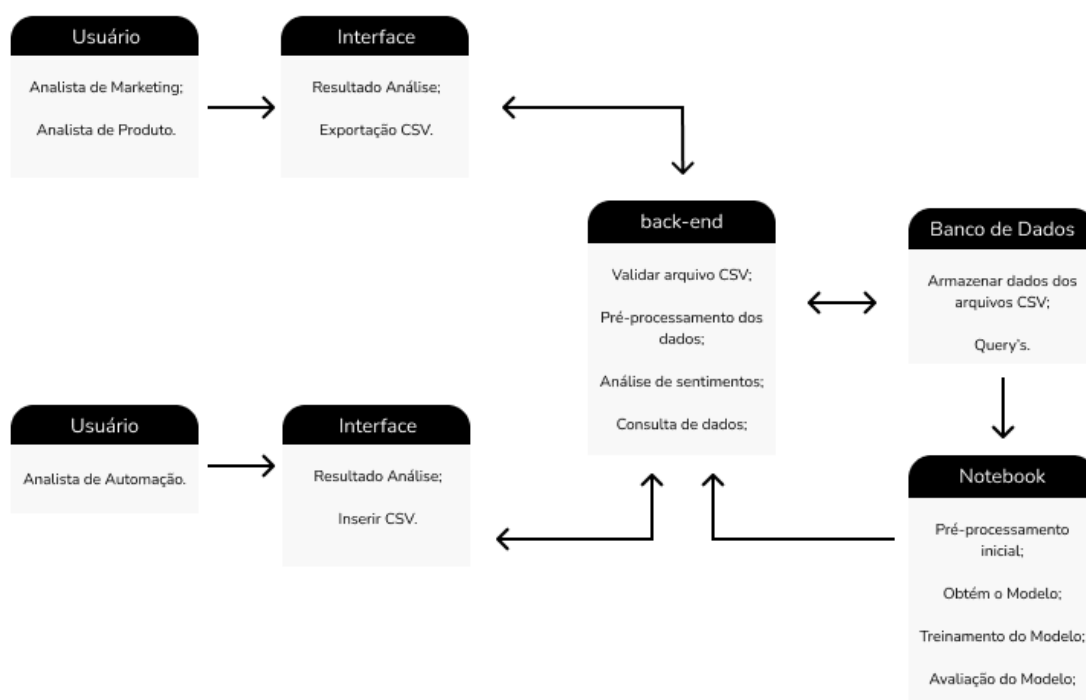 Usuário
Analista de Marketing;
Analista de Produto.
Interface
Resultado Análise;
Exportação CSV.
back-end
Validar arquivo CSV;
Pré-processamento dos
dados;
Análise de sentimentos;
Consulta de dados;
Banco de Dados
Armazenar dados dos
arquivos CSV;
Query's.
Usuário
Analista de Automação.
Interface
Resultado Análise;
Inserir CSV.
Notebook
Pré-processamento
inicial;
Obtém o Modelo;
Treinamento do Modelo;
Avaliação do Modelo;